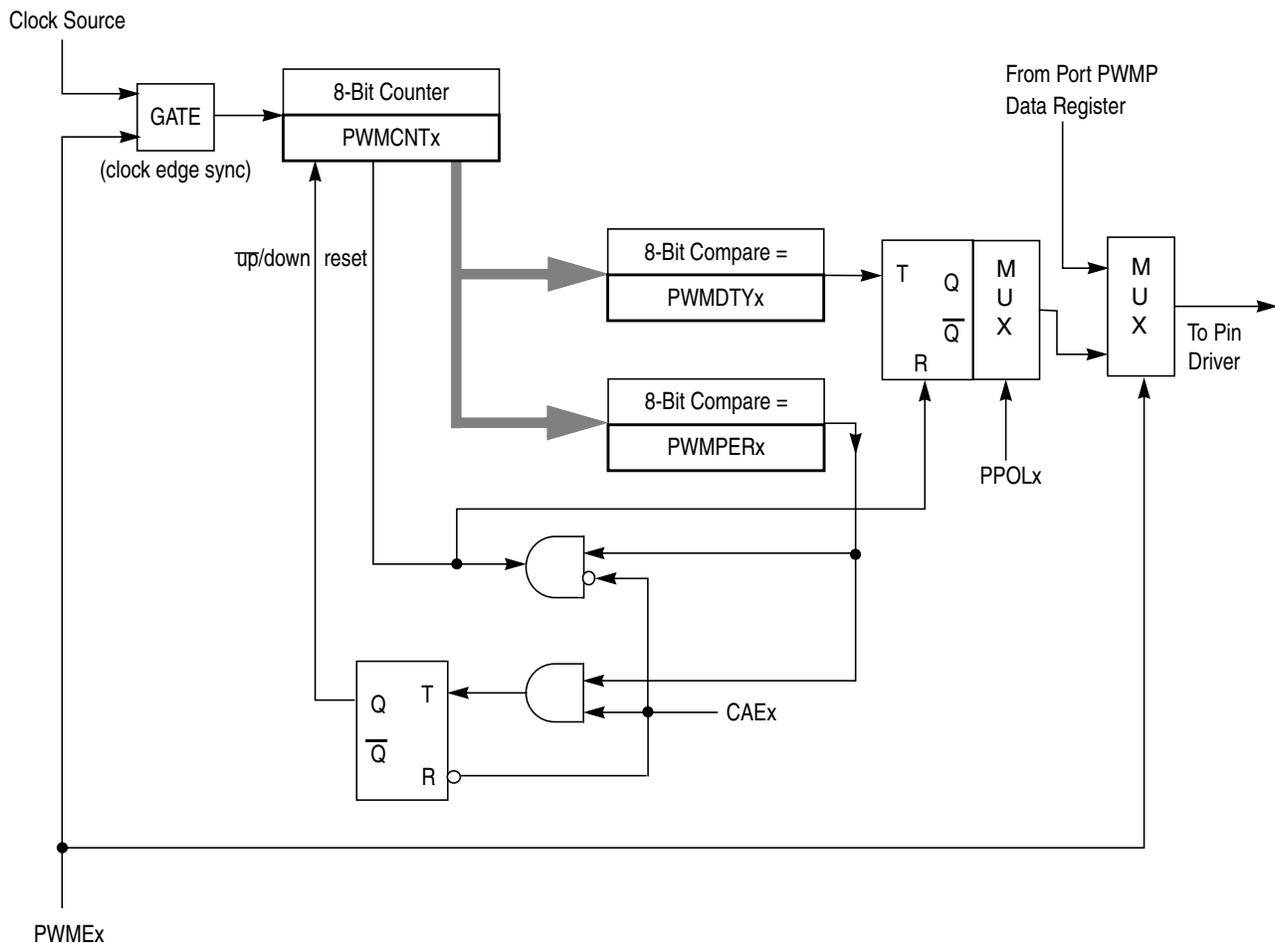 Clock Source
GATE
(clock edge sync)
8-Bit Counter
PWMCNTx
From Port PWMP
Data Register
u̅p̅/down
reset
8-Bit Compare =
PWMDTYx
T
Q
Q̅
R
M
U
X
M
U
X
To Pin
Driver
8-Bit Compare =
PWMPERx
PPOLx
Q
T
Q̅
R
CAEx
PWMEx